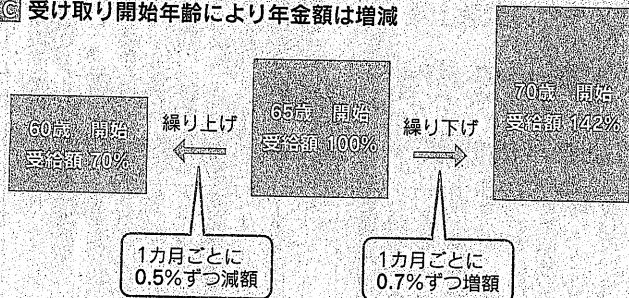 C 受け取り開始年齢により年金額は増減
60歳 開始
受給額 70%
繰り上げ
65歳 開始
受給額 100%
繰り下げ
70歳 開始
受給額 142%
1カ月ごとに
0.5%ずつ減額
1カ月ごとに
0.7%ずつ増額